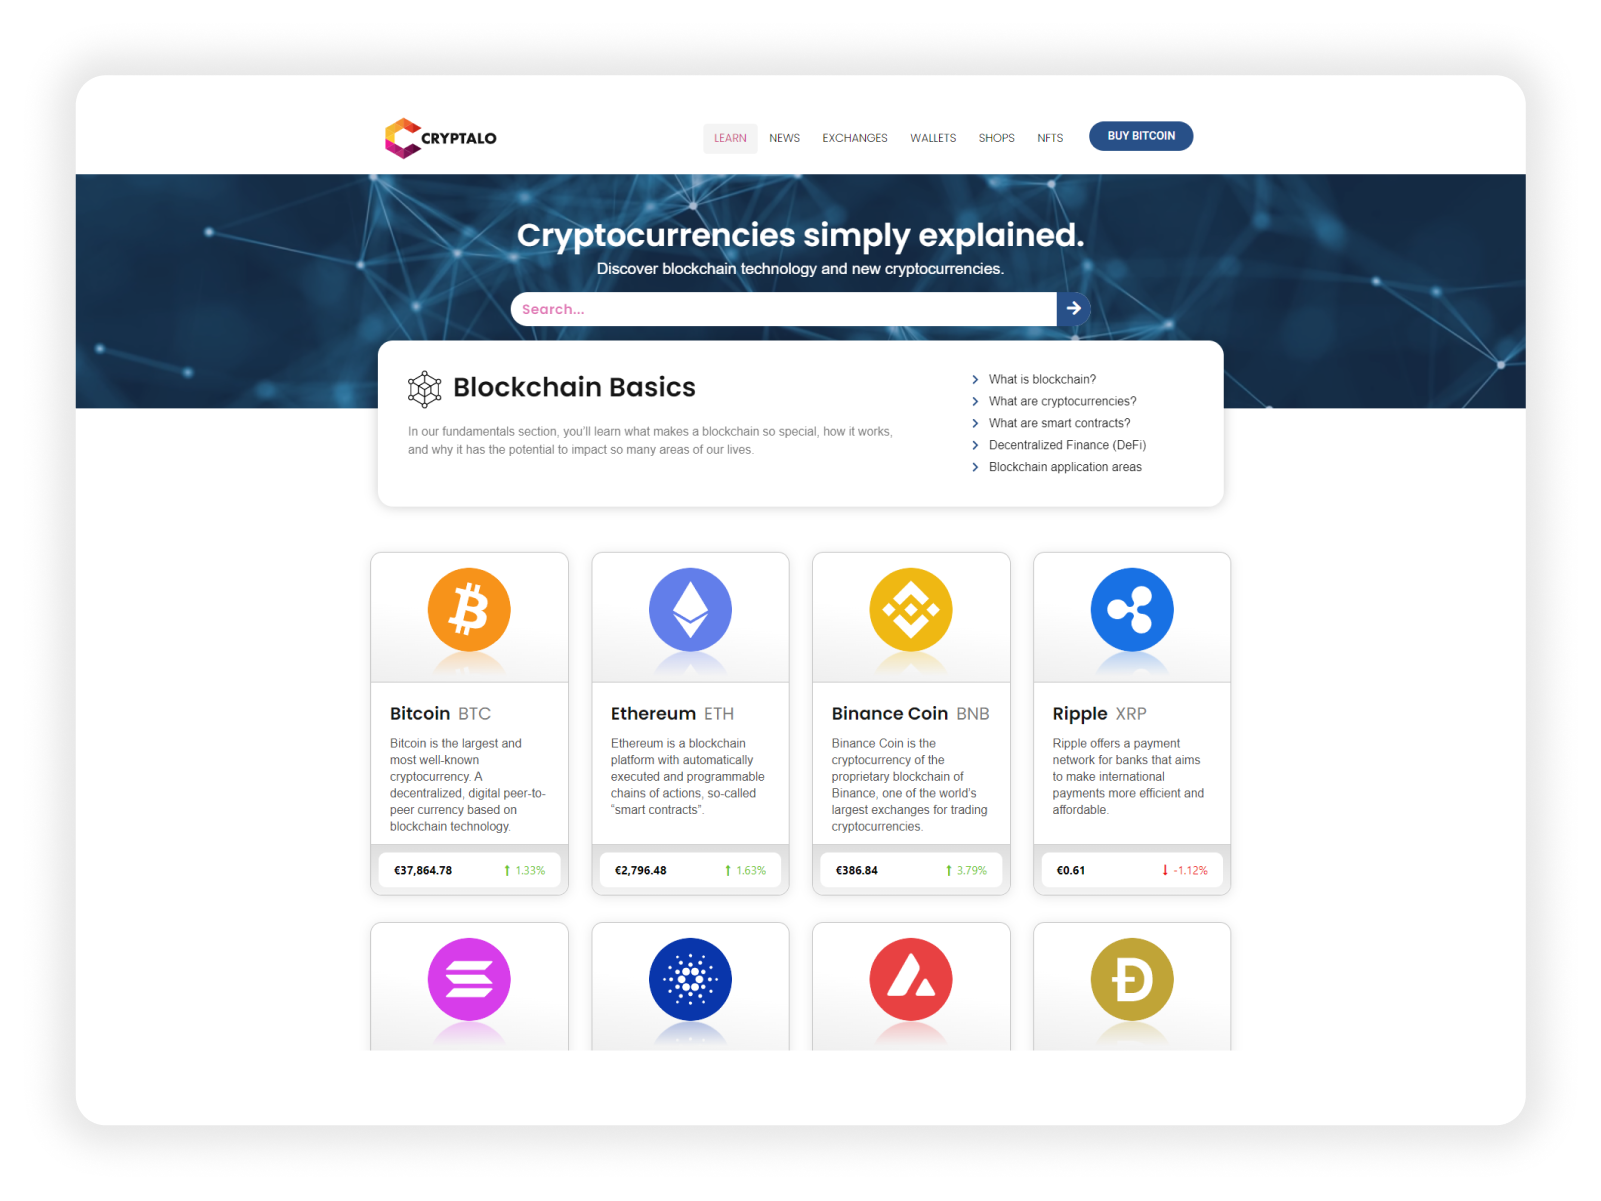 CRYPTALO
LEARN NEWS EXCHANGES WALLETS SHOPS NFTS BUY BITCOIN
Cryptocurrencies simply explained.
Discover blockchain technology and new cryptocurrencies.
Search...
Blockchain Basics
In our fundamentals section, you'll learn what makes a blockchain so special, how it works,
and why it has the potential to impact so many areas of our lives.
What is blockchain?
What are cryptocurrencies?
What are smart contracts?
Decentralized Finance (DeFi)
Blockchain application areas
Bitcoin BTC
Bitcoin is the largest and
most well-known
cryptocurrency. A
decentralized, digital peer-to-
peer currency based on
blockchain technology.
€37,864.78 1.33%
Ethereum ETH
Ethereum is a blockchain
platform with automatically
executed and programmable
chains of actions, so-called
“smart contracts”.
€2,796.48 1.63%
Binance Coin BNB
Binance Coin is the
cryptocurrency of the
proprietary blockchain of
Binance, one of the world's
largest exchanges for trading
cryptocurrencies.
€386.84 3.79%
Ripple XRP
Ripple offers a payment
network for banks that aims
to make international
payments more efficient and
affordable.
€0.61 -1.12%